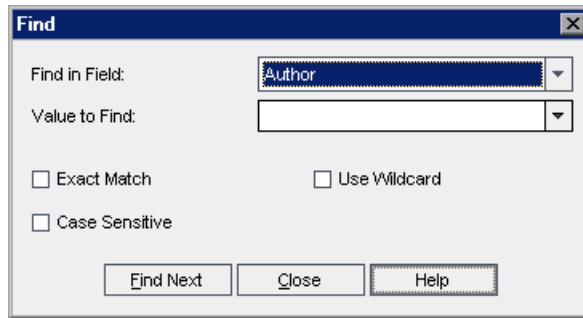 Find
Find in Field: Author
Value to Find:
Exact Match Use Wildcard
Case Sensitive
Find Next Close Help